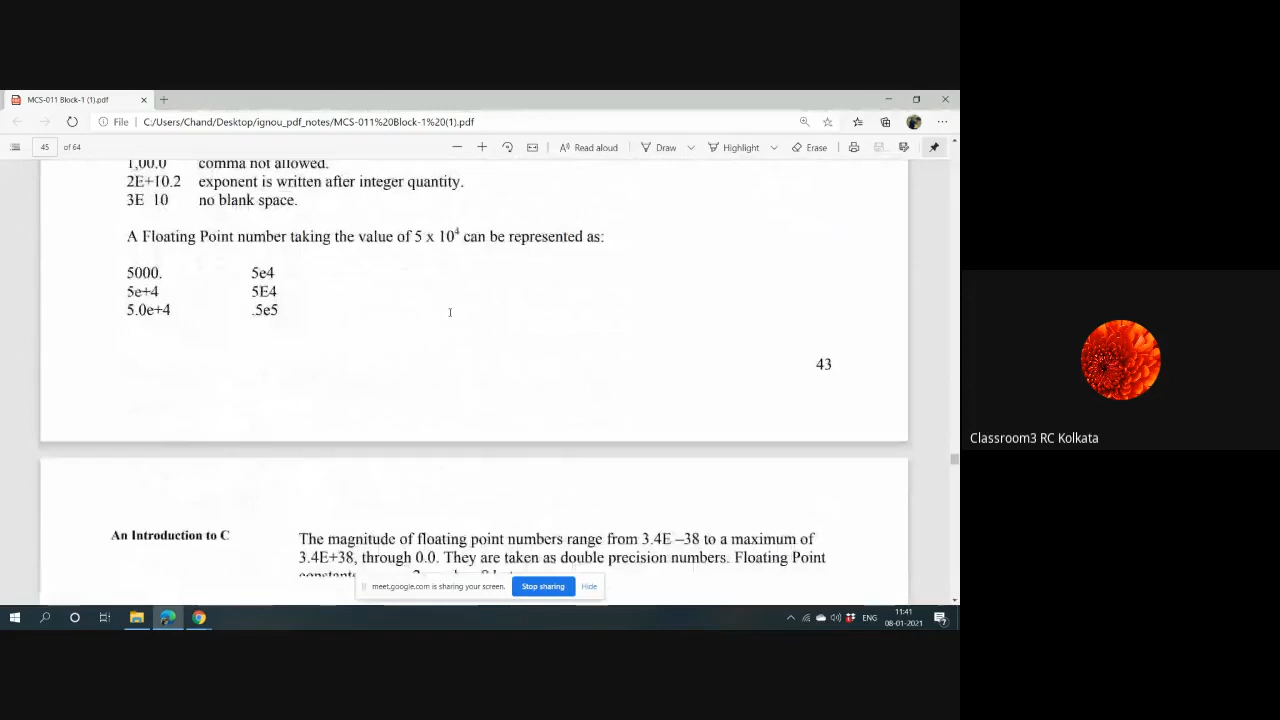 MCS-011 Block-1 (1).pdf
File
C:/Users/Chand/Desktop/ignou_pdf_notes/MCS-011%20Block-1%20(1).pdf
45 of 64
Read aloud
Draw
Highlight
Erase
1,00.0 comma not allowed.
2E+10.2 exponent is written after integer quantity.
3E 10 no blank space.
A Floating Point number taking the value of 5 x 10⁴ can be represented as:
5000. 5e4
5e+4 5E4
5.0e+4 .5e5
43
An Introduction to C
The magnitude of floating point numbers range from 3.4E –38 to a maximum of
3.4E+38, through 0.0. They are taken as double precision numbers. Floating Point
meet.google.com is sharing your screen.
Stop sharing
Hide
ENG
11:41
08-01-2021
Classroom3 RC Kolkata